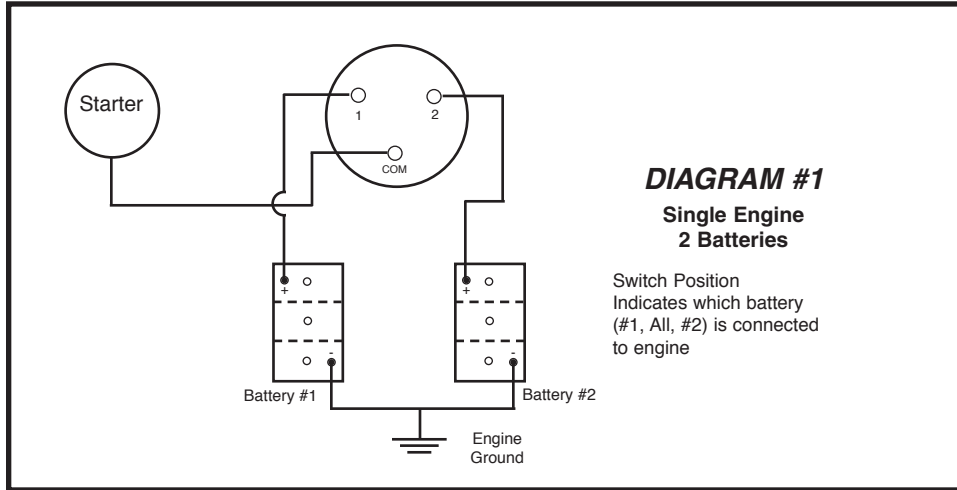 Starter
1
2
COM
DIAGRAM #1
Single Engine
2 Batteries
Switch Position
Indicates which battery
(#1, All, #2) is connected
to engine
+
+
-
-
Battery #1
Battery #2
Engine
Ground